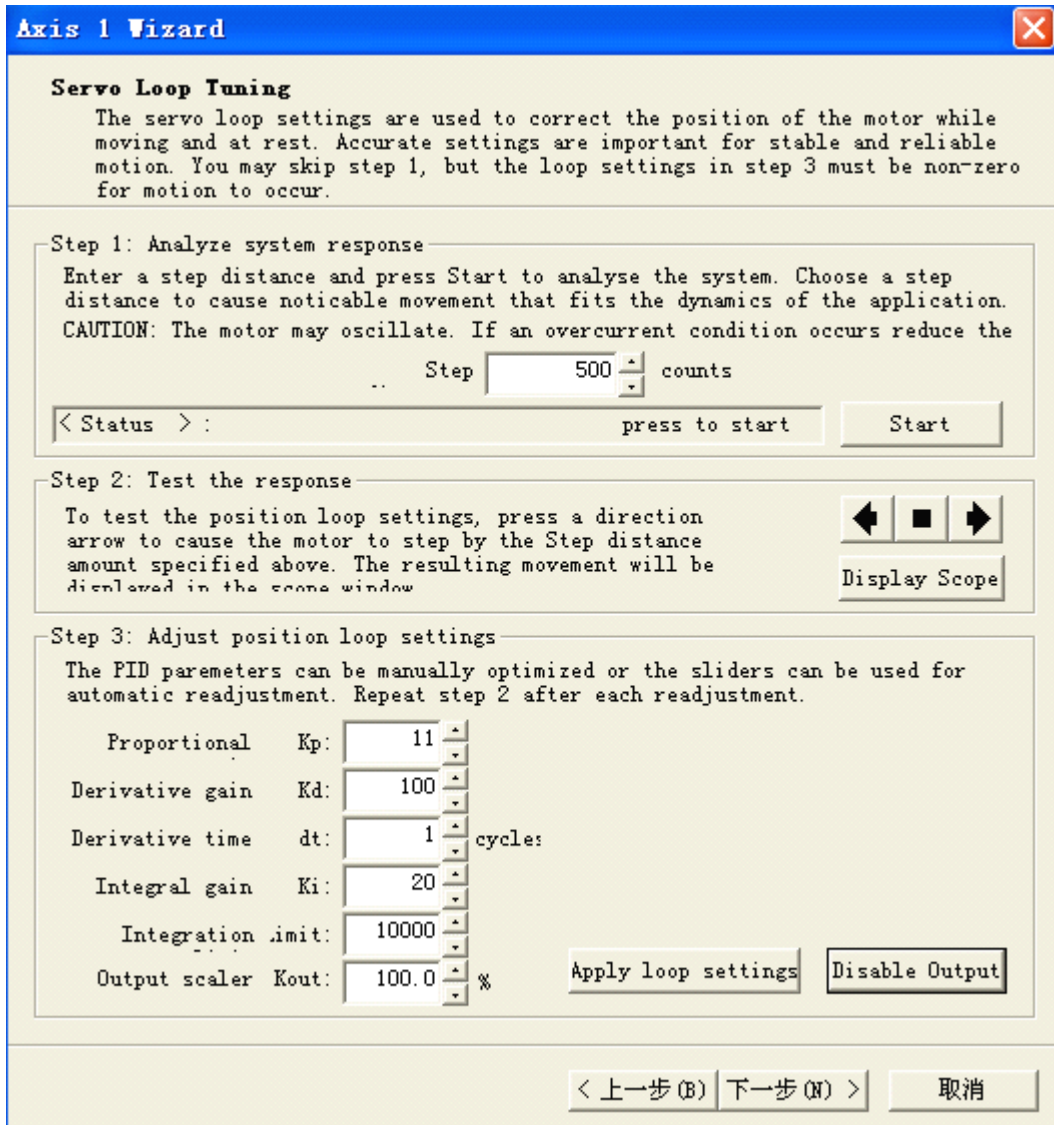 Axis 1 Wizard
Servo Loop Tuning
The servo loop settings are used to correct the position of the motor while
moving and at rest. Accurate settings are important for stable and reliable
motion. You may skip step 1, but the loop settings in step 3 must be non-zero
for motion to occur.
Step 1: Analyze system response
Enter a step distance and press Start to analyse the system. Choose a step
distance to cause noticable movement that fits the dynamics of the application.
CAUTION: The motor may oscillate. If an overcurrent condition occurs reduce the
Step 500 counts
< Status > : press to start Start
Step 2: Test the response
To test the position loop settings, press a direction
arrow to cause the motor to step by the Step distance
amount specified above. The resulting movement will be
displayed in the scope window
Display Scope
Step 3: Adjust position loop settings
The PID paremeters can be manually optimized or the sliders can be used for
automatic readjustment. Repeat step 2 after each readjustment.
Proportional Kp: 11
Derivative gain Kd: 100
Derivative time dt: 1 cycles
Integral gain Ki: 20
Integration imit: 10000
Output scaler Kout: 100.0 %
Apply loop settings Disable Output
< 上一步(B) 下一步(N) > 取消